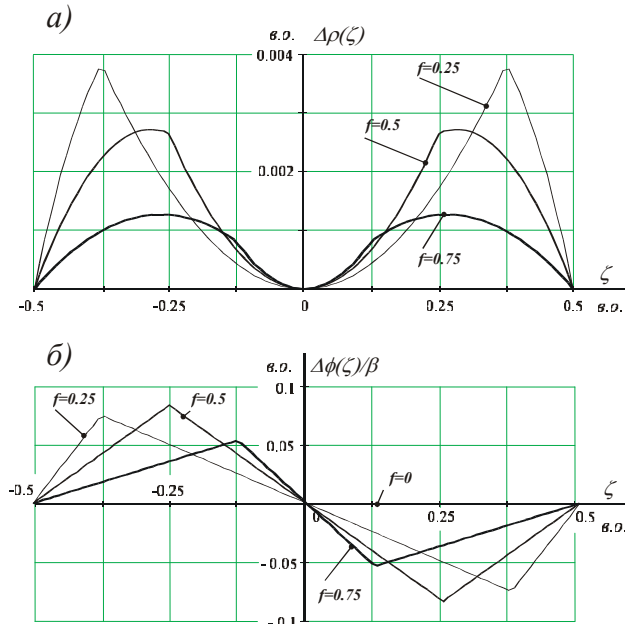 а)
в.о. Δρ(ζ)
0.004
f=0.25
f=0.5
0.002
f=0.75
ζ
-0.5 -0.25 0 0.25 0.5
в.о.
б)
в.о. Δϕ(ζ)/β
0.1
f=0.25 f=0.5
0.05
f=0
-0.5 -0.25 ζ
0 0.25 0.5
в.о.
-0.05
f=0.75
-0.1